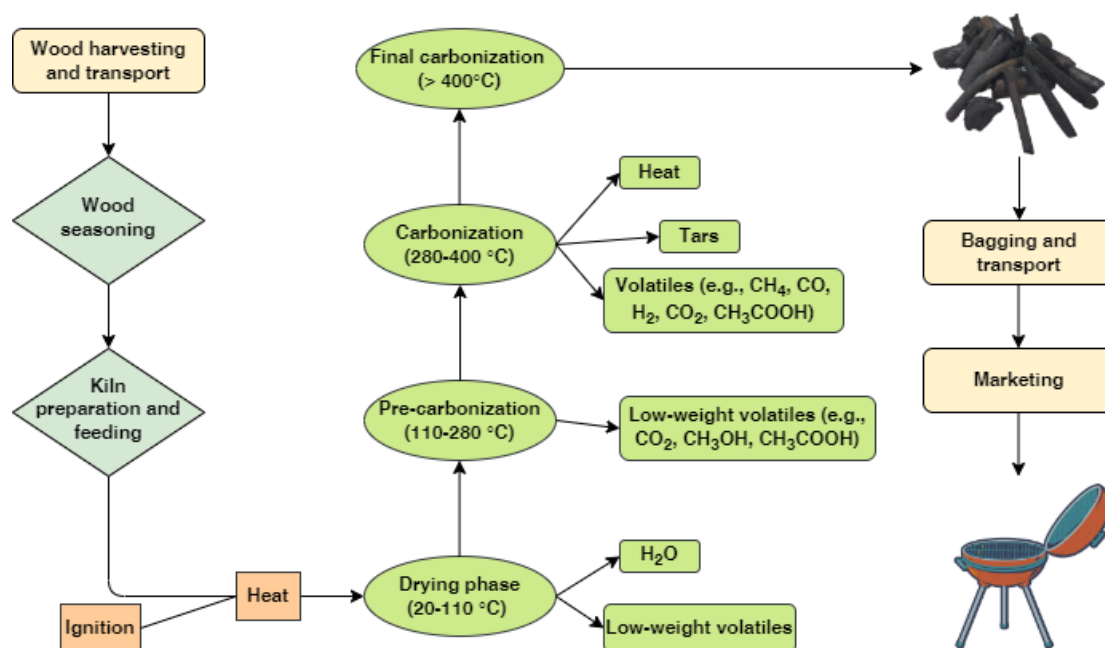 Wood harvesting
and transport
Wood
seasoning
Kiln
preparation and
feeding
Ignition
Heat
Drying phase
(20-110 °C)
H₂O
Low-weight volatiles
Pre-carbonization
(110-280 °C)
Low-weight volatiles (e.g.,
CO₂, CH₃OH, CH₃COOH)
Carbonization
(280-400 °C)
Heat
Tars
Volatiles (e.g., CH₄, CO,
H₂, CO₂, CH₃COOH)
Final carbonization
(> 400°C)
Bagging and
transport
Marketing